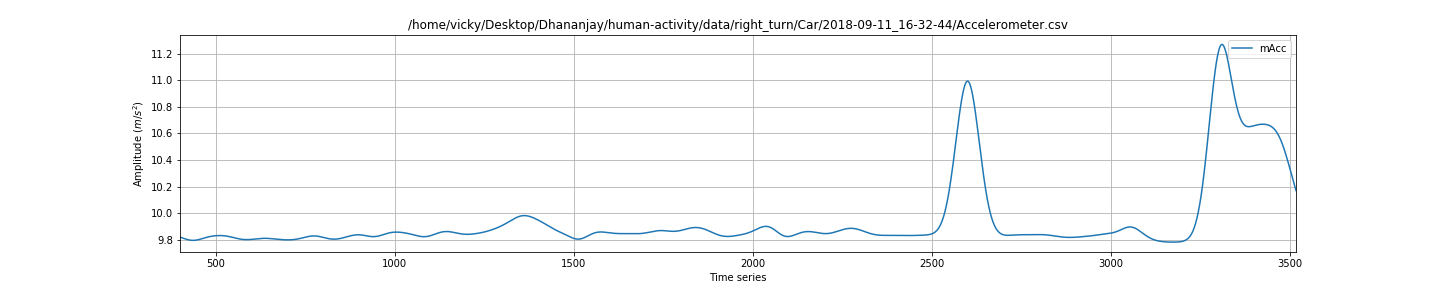 /home/vicky/Desktop/Dhananjay/human-activity/data/right_turn/Car/2018-09-11_16-32-44/Accelerometer.csv
mAcc
Amplitude (m/s²)
11.2
11.0
10.8
10.6
10.4
10.2
10.0
9.8
500 1000 1500 2000 2500 3000 3500
Time series